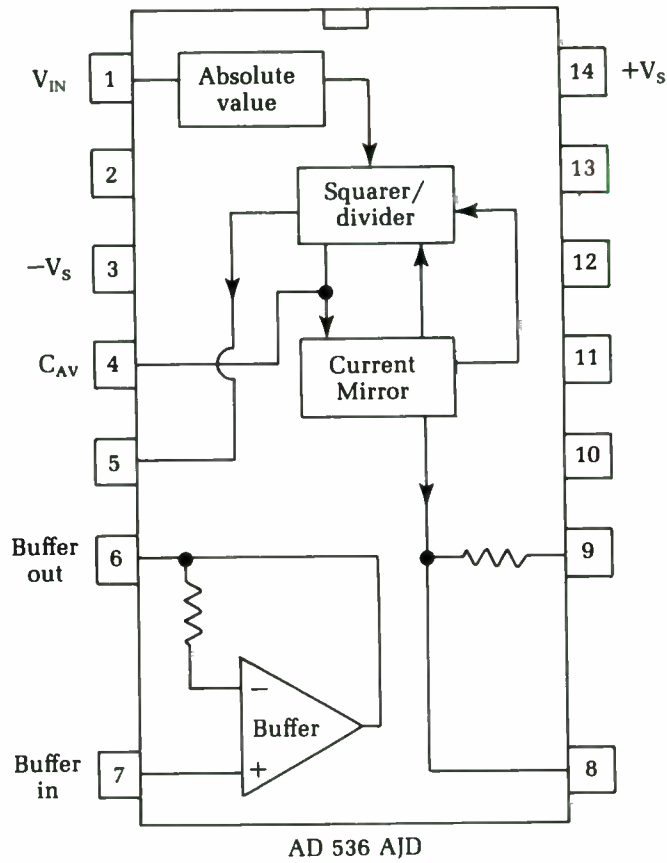 V_IN
1
Absolute
value
14
+V_S
2
13
Squarer/
divider
-V_S
3
12
C_AV
4
Current
Mirror
11
5
10
Buffer
out
6
9
−
Buffer
Buffer
in
7
+
8
AD 536 AJD